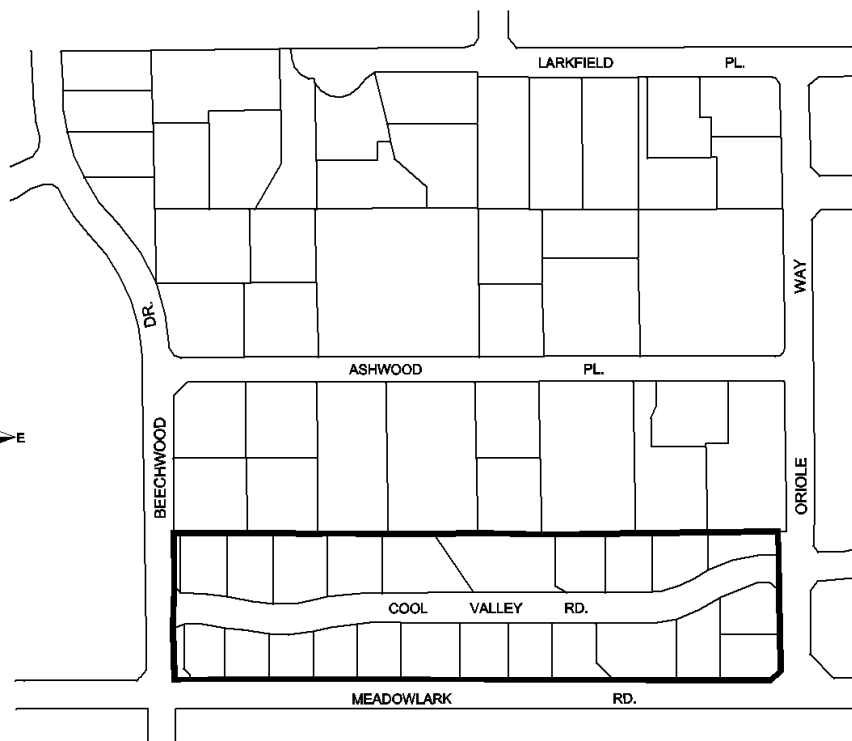 LARKFIELD PL.
WAY
DR.
ASHWOOD PL.
E
BEECHWOOD
ORIOLE
COOL VALLEY RD.
MEADOWLARK RD.